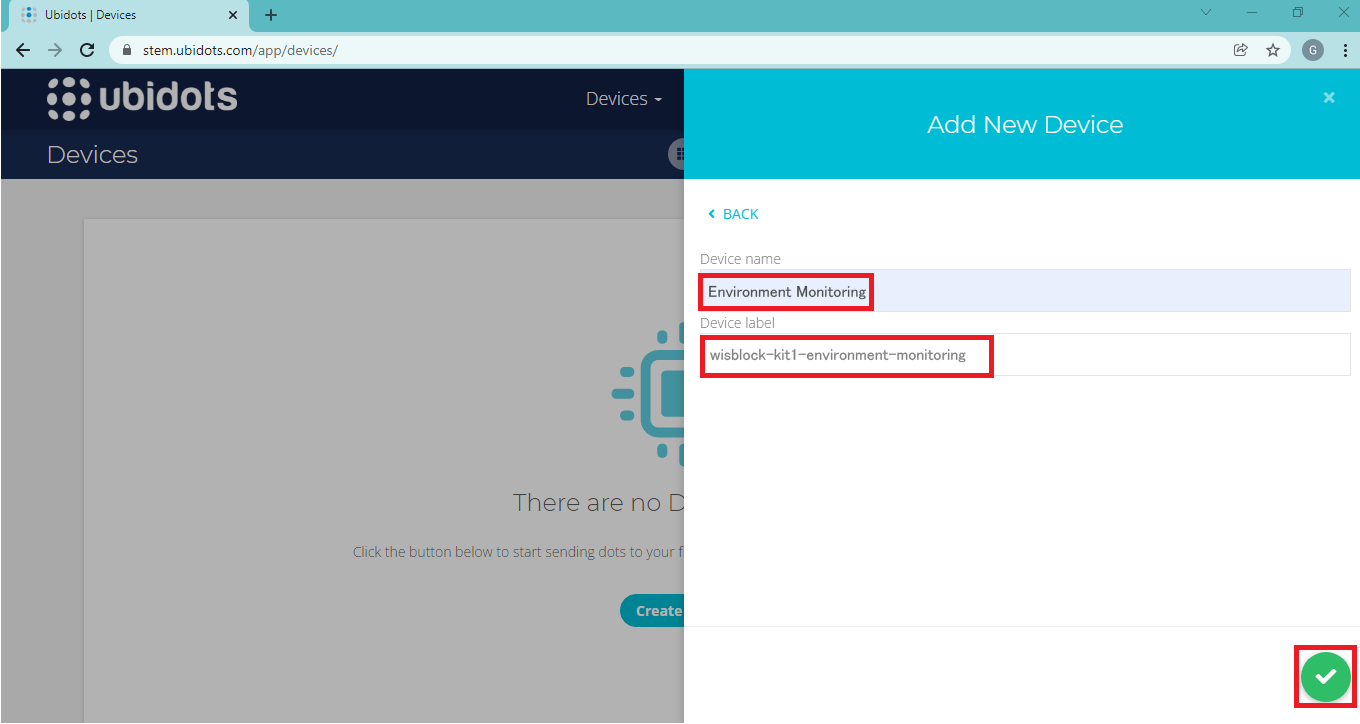 Ubidots | Devices
stem.ubidots.com/app/devices/
G
ubidots
Devices
Add New Device
Devices
BACK
Device name
Environment Monitoring
Device label
wisblock-kit1-environment-monitoring
There are no D
Click the button below to start sending dots to your f
Create